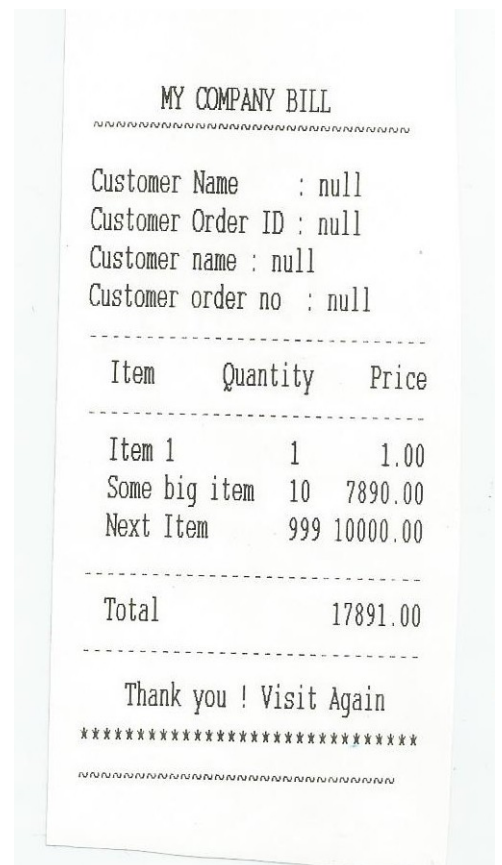 MY COMPANY BILL
~~~~~~~~~~~~~~~~~~~~~~~~~~~~~~
Customer Name : null
Customer Order ID : null
Customer name : null
Customer order no : null
------------------------------
Item Quantity Price
------------------------------
Item 1 1 1.00
Some big item 10 7890.00
Next Item 999 10000.00
------------------------------
Total 17891.00
------------------------------
Thank you ! Visit Again
******************************
~~~~~~~~~~~~~~~~~~~~~~~~~~~~~~